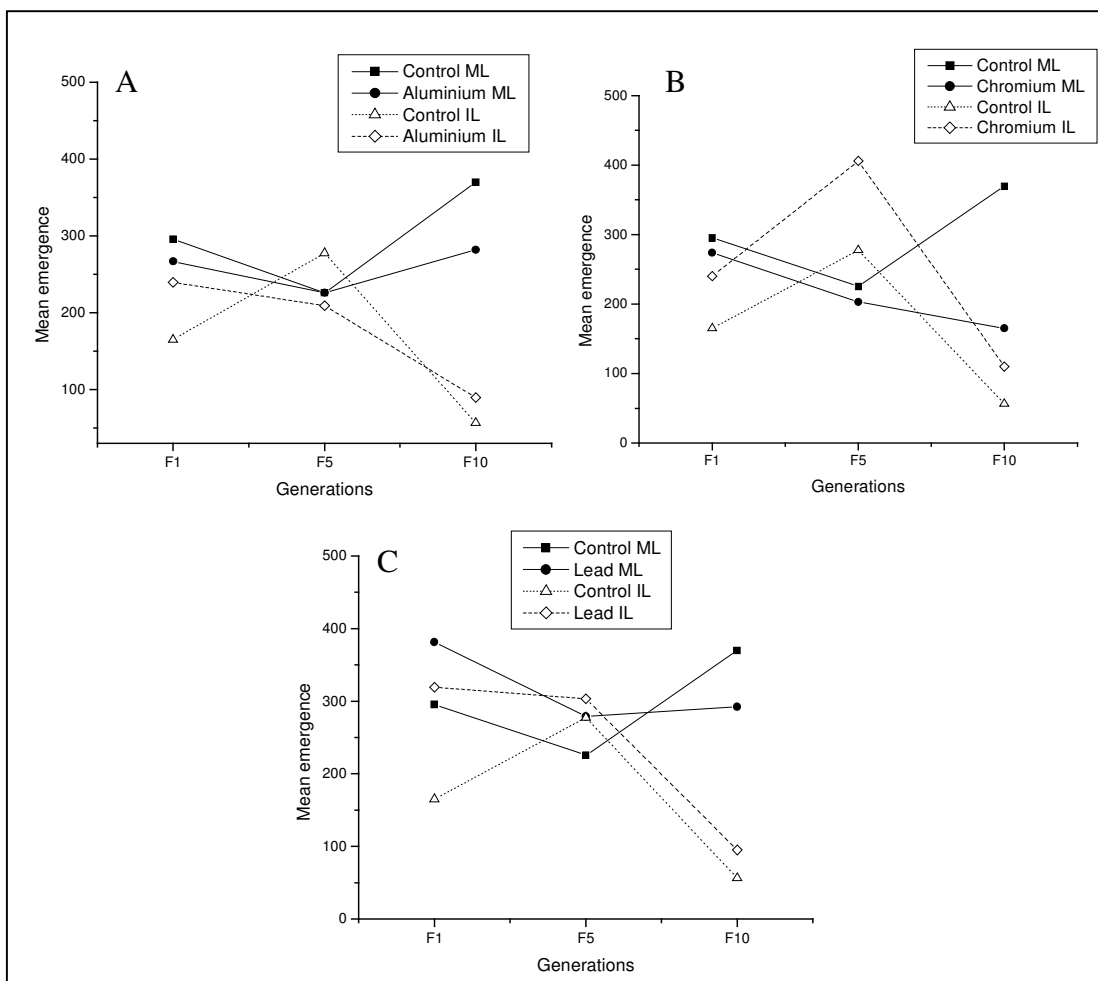 A
Control ML
Aluminium ML
Control IL
Aluminium IL
500
400
300
200
100
Mean emergence
F1
F5
F10
Generations
B
Control ML
Chromium ML
Control IL
Chromium IL
500
400
300
200
100
0
Mean emergence
F1
F5
F10
Generations
C
Control ML
Lead ML
Control IL
Lead IL
500
400
300
200
100
0
Mean emergence
F1
F5
F10
Generations